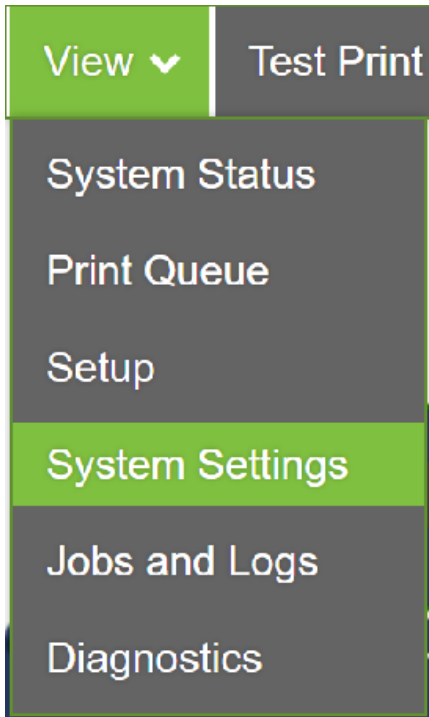 View Test Print
System Status
Print Queue
Setup
System Settings
Jobs and Logs
Diagnostics